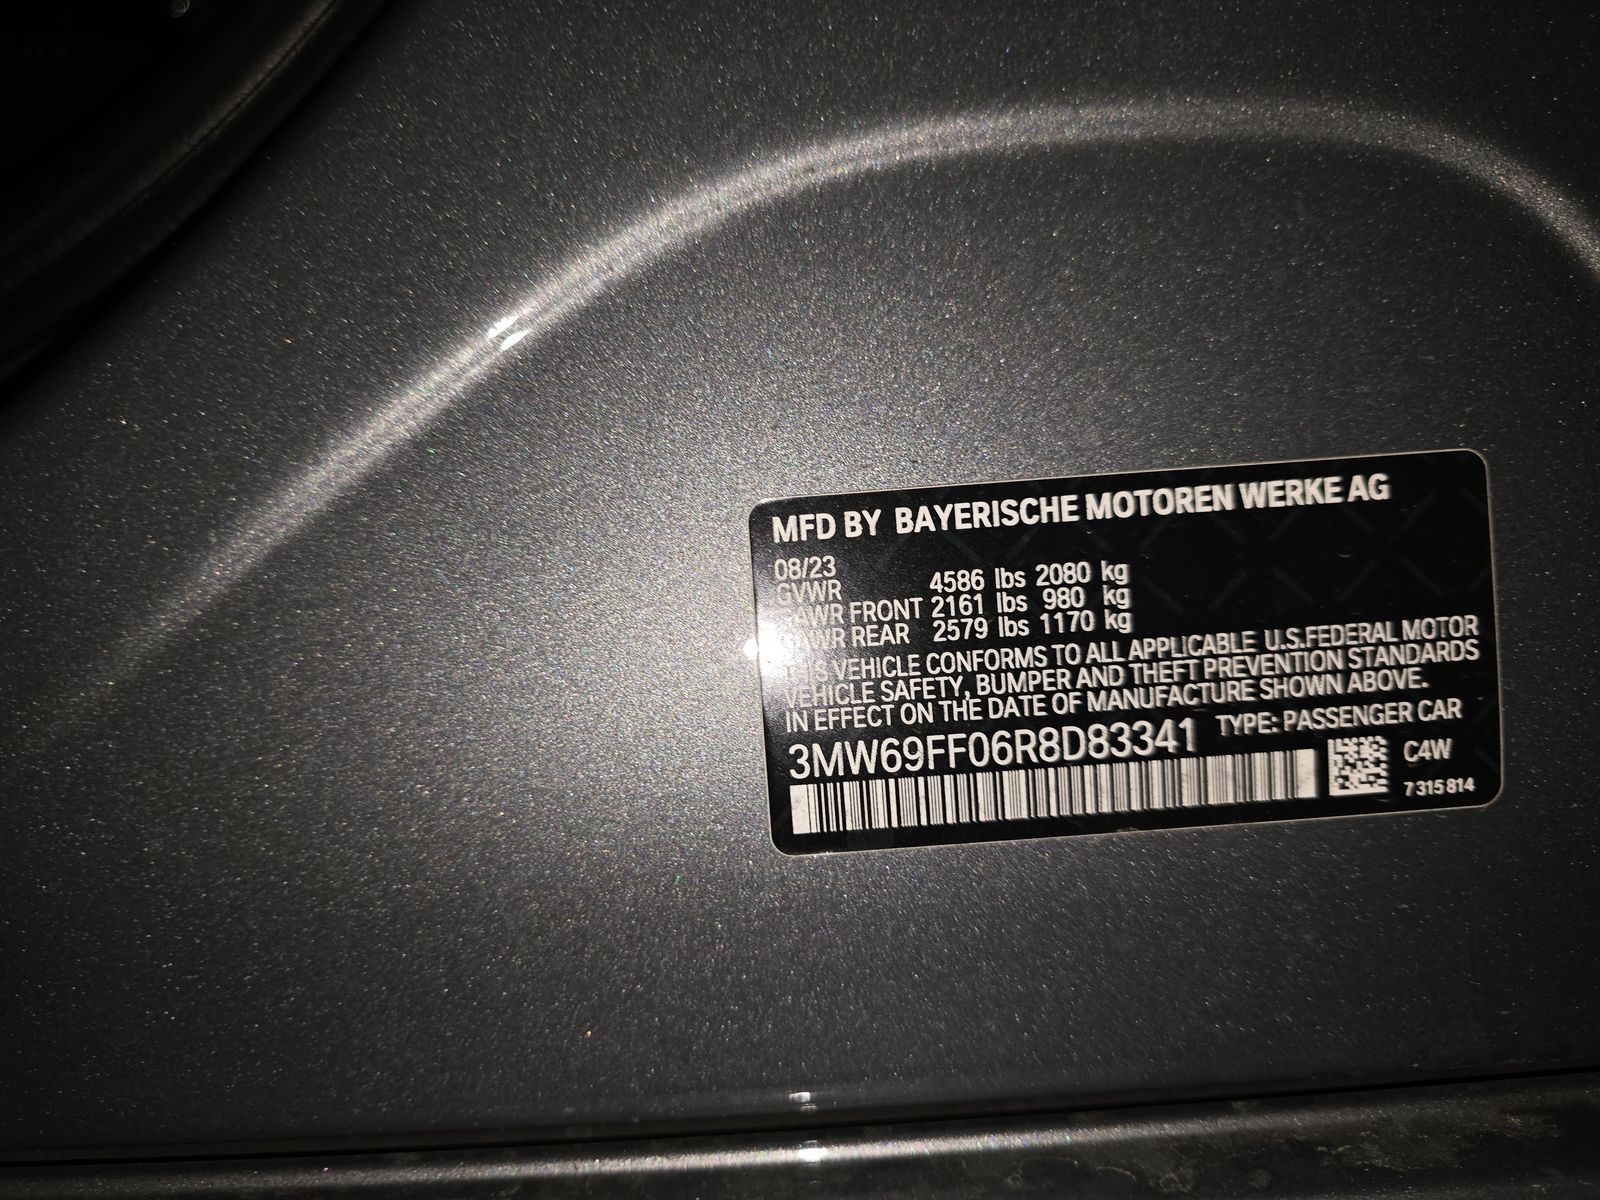 MFD BY BAYERISCHE MOTOREN WERKE AG
08/23
GVWR 4586 lbs 2080 kg
GAWR FRONT 2161 lbs 980 kg
GAWR REAR 2579 lbs 1170 kg
THIS VEHICLE CONFORMS TO ALL APPLICABLE U.S.FEDERAL MOTOR
VEHICLE SAFETY, BUMPER AND THEFT PREVENTION STANDARDS
IN EFFECT ON THE DATE OF MANUFACTURE SHOWN ABOVE.
3MW69FF06R8D83341 TYPE: PASSENGER CAR
C4W
7 315 814